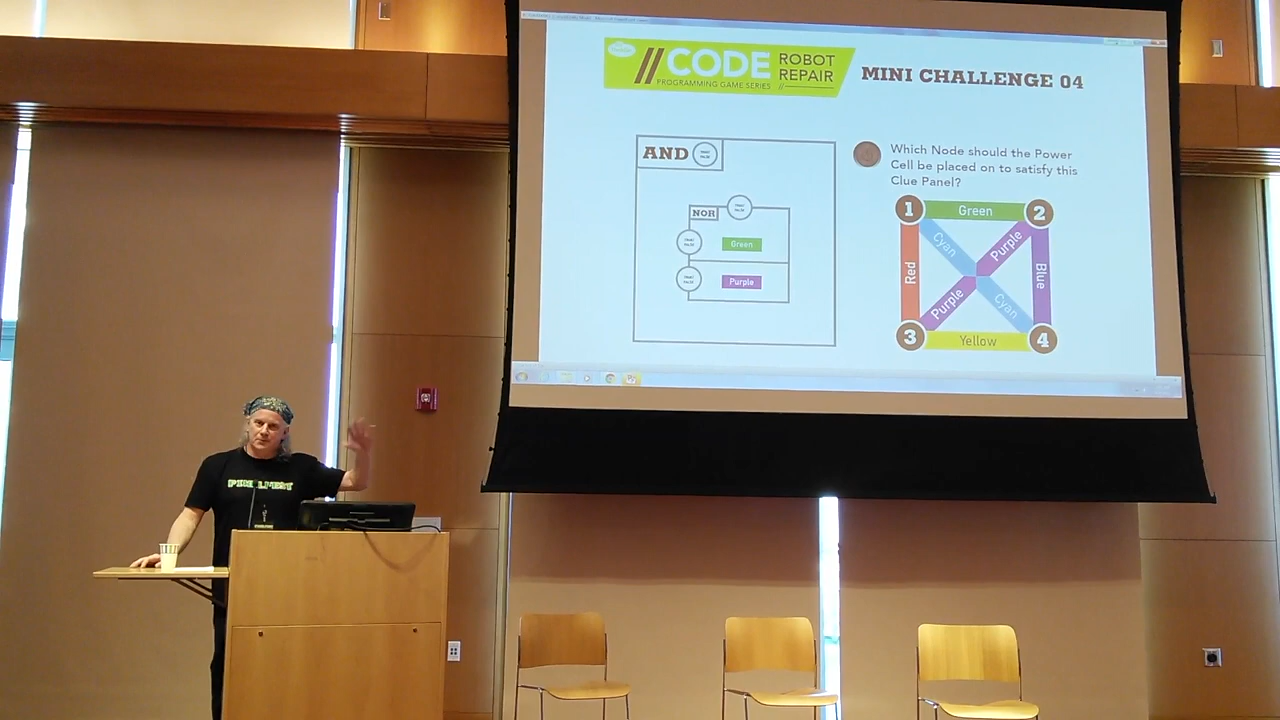 //CODE
PROGRAMMING GAME SERIES
ROBOT
REPAIR
MINI CHALLENGE 04
AND
NOR
Green
Purple
Which Node should the Power
Cell be placed on to satisfy this
Clue Panel?
1
Green
2
Cyan
Purple
Red
Blue
Purple
Cyan
3
Yellow
4